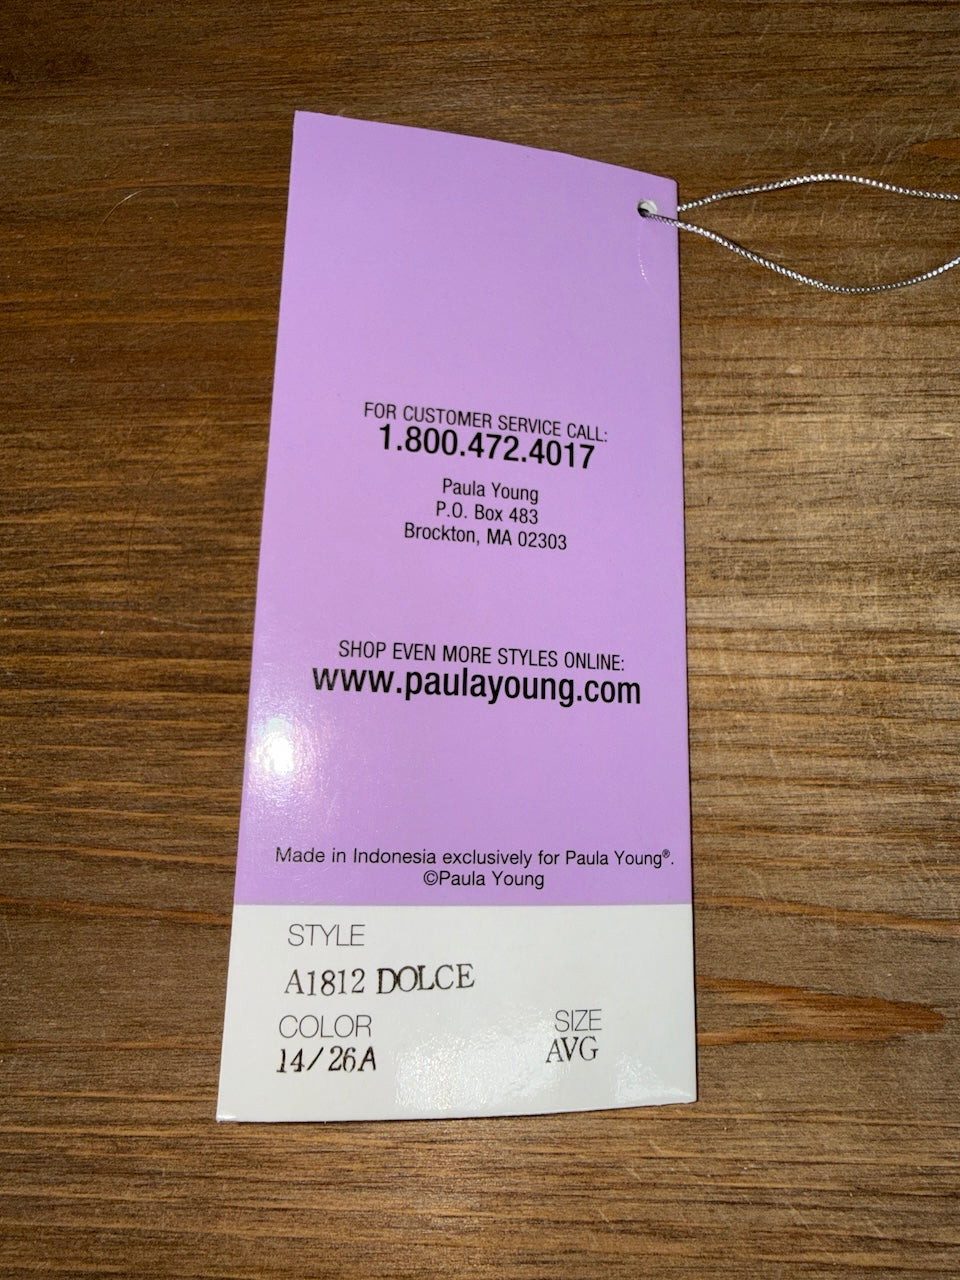 FOR CUSTOMER SERVICE CALL:
1.800.472.4017
Paula Young
P.O. Box 483
Brockton, MA 02303
SHOP EVEN MORE STYLES ONLINE:
www.paulayoung.com
Made in Indonesia exclusively for Paula Young®.
©Paula Young
STYLE
A1812 DOLCE
COLOR SIZE
14/26A AVG